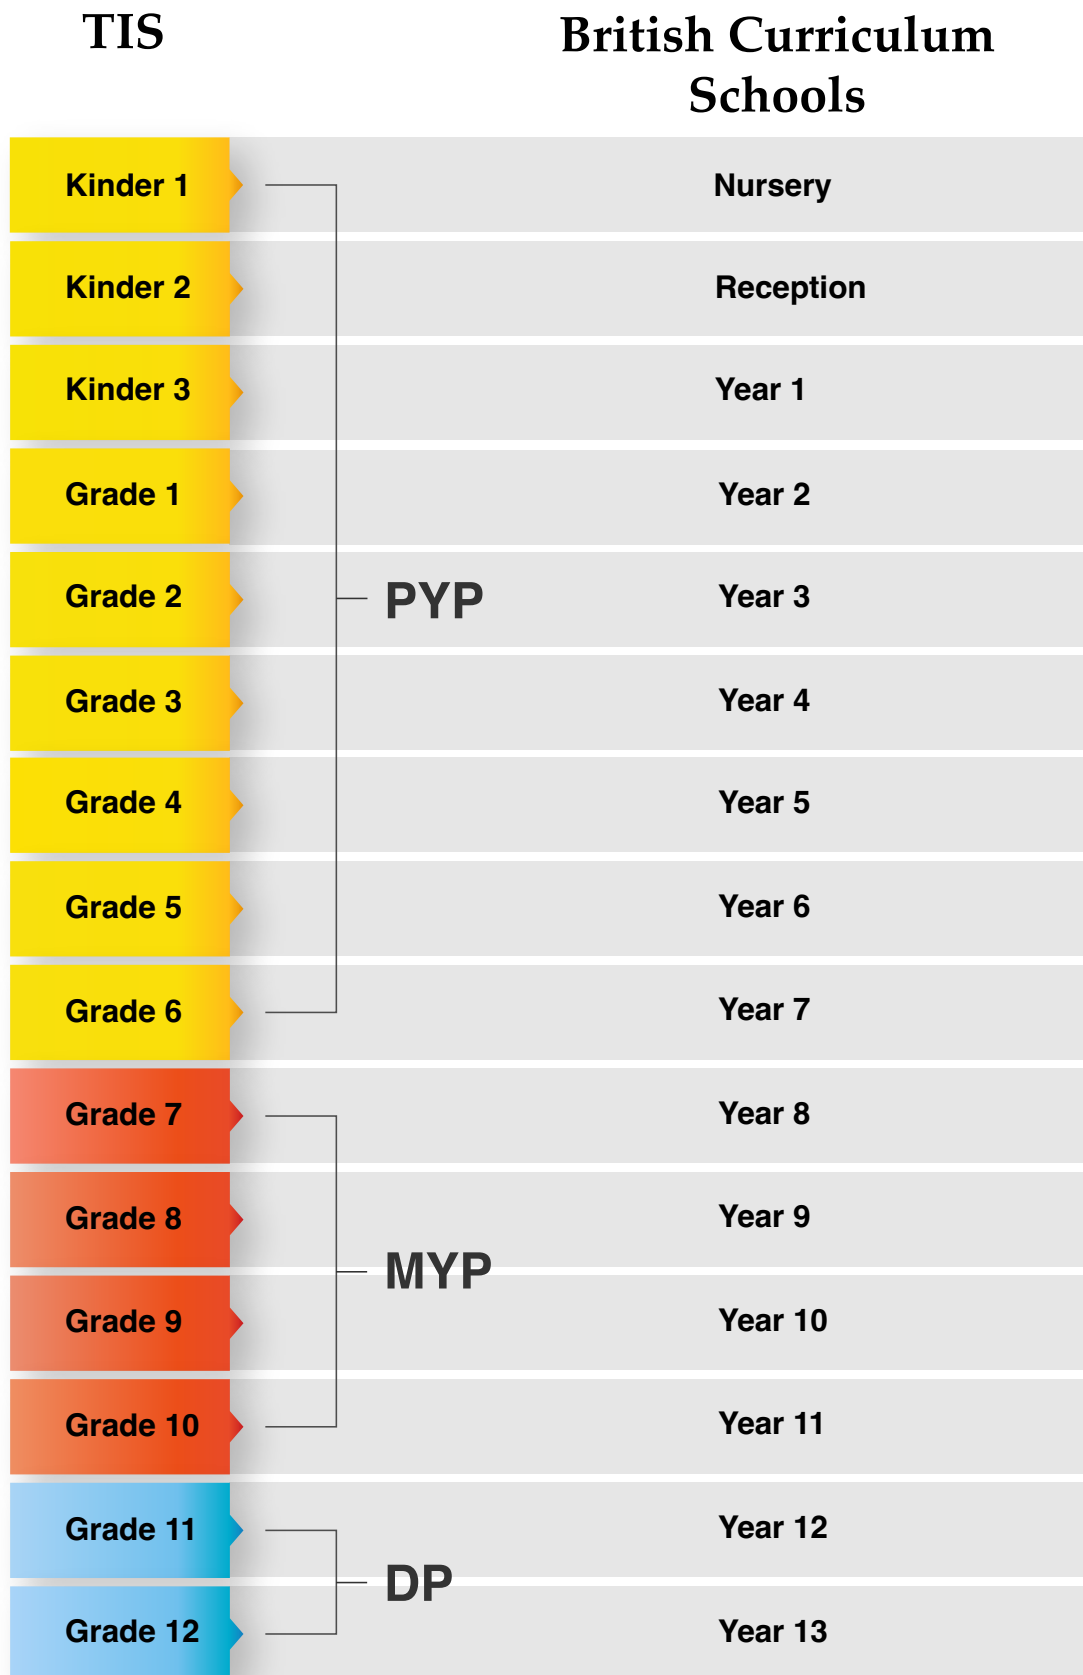 TIS
British Curriculum
Schools
Kinder 1
Nursery
Kinder 2
Reception
Kinder 3
Year 1
Grade 1
Year 2
Grade 2
PYP
Year 3
Grade 3
Year 4
Grade 4
Year 5
Grade 5
Year 6
Grade 6
Year 7
Grade 7
Year 8
Grade 8
Year 9
MYP
Grade 9
Year 10
Grade 10
Year 11
Grade 11
Year 12
DP
Grade 12
Year 13